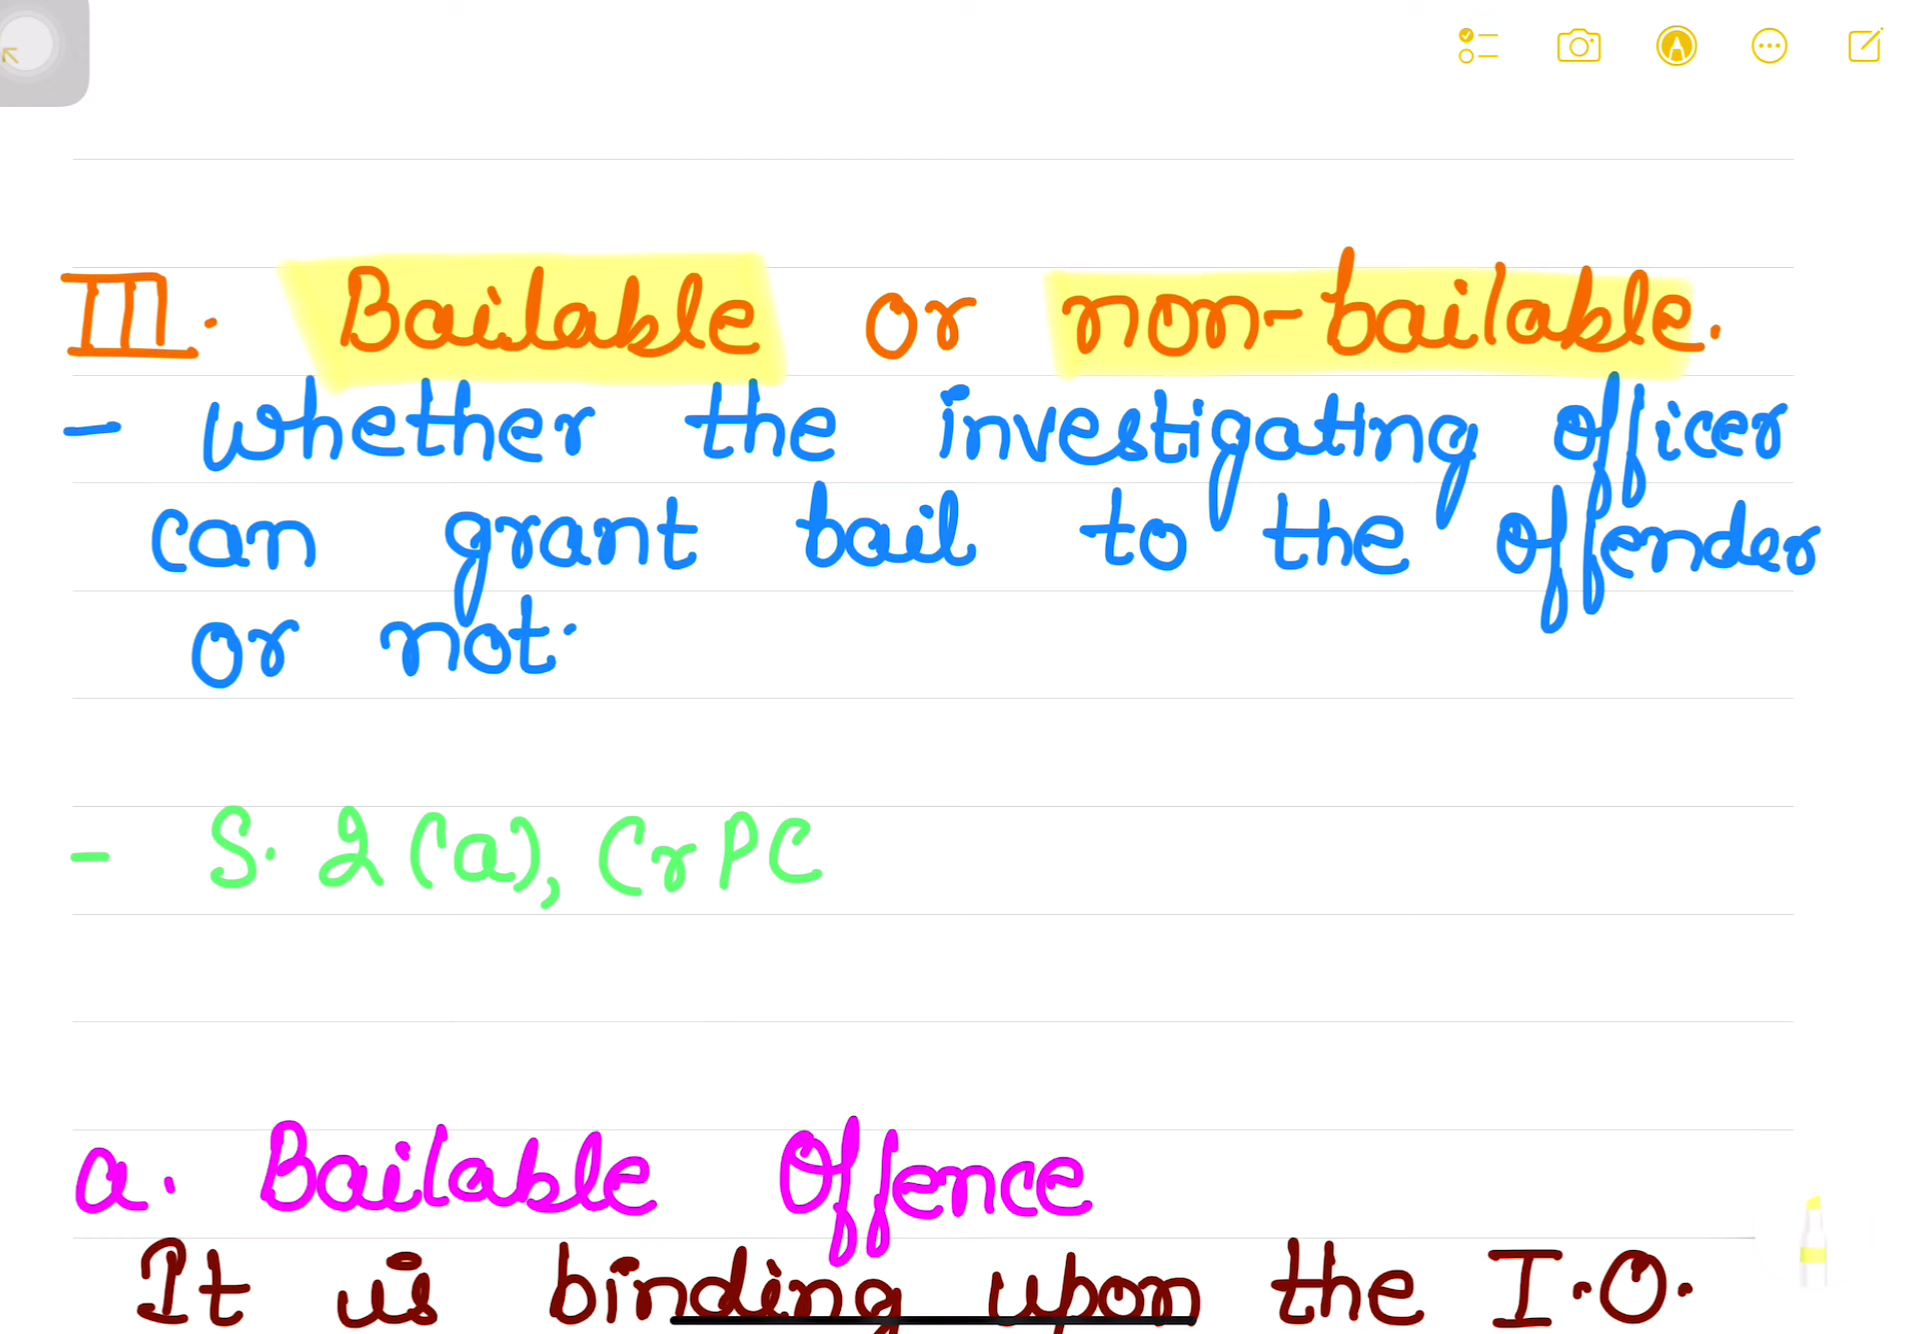 III. Bailable or non-bailable.
- whether the investigating officer
can grant bail to the offender
or not.
- S. 2(a), CrPC
a. Bailable Offence
It is binding upon the I.O.